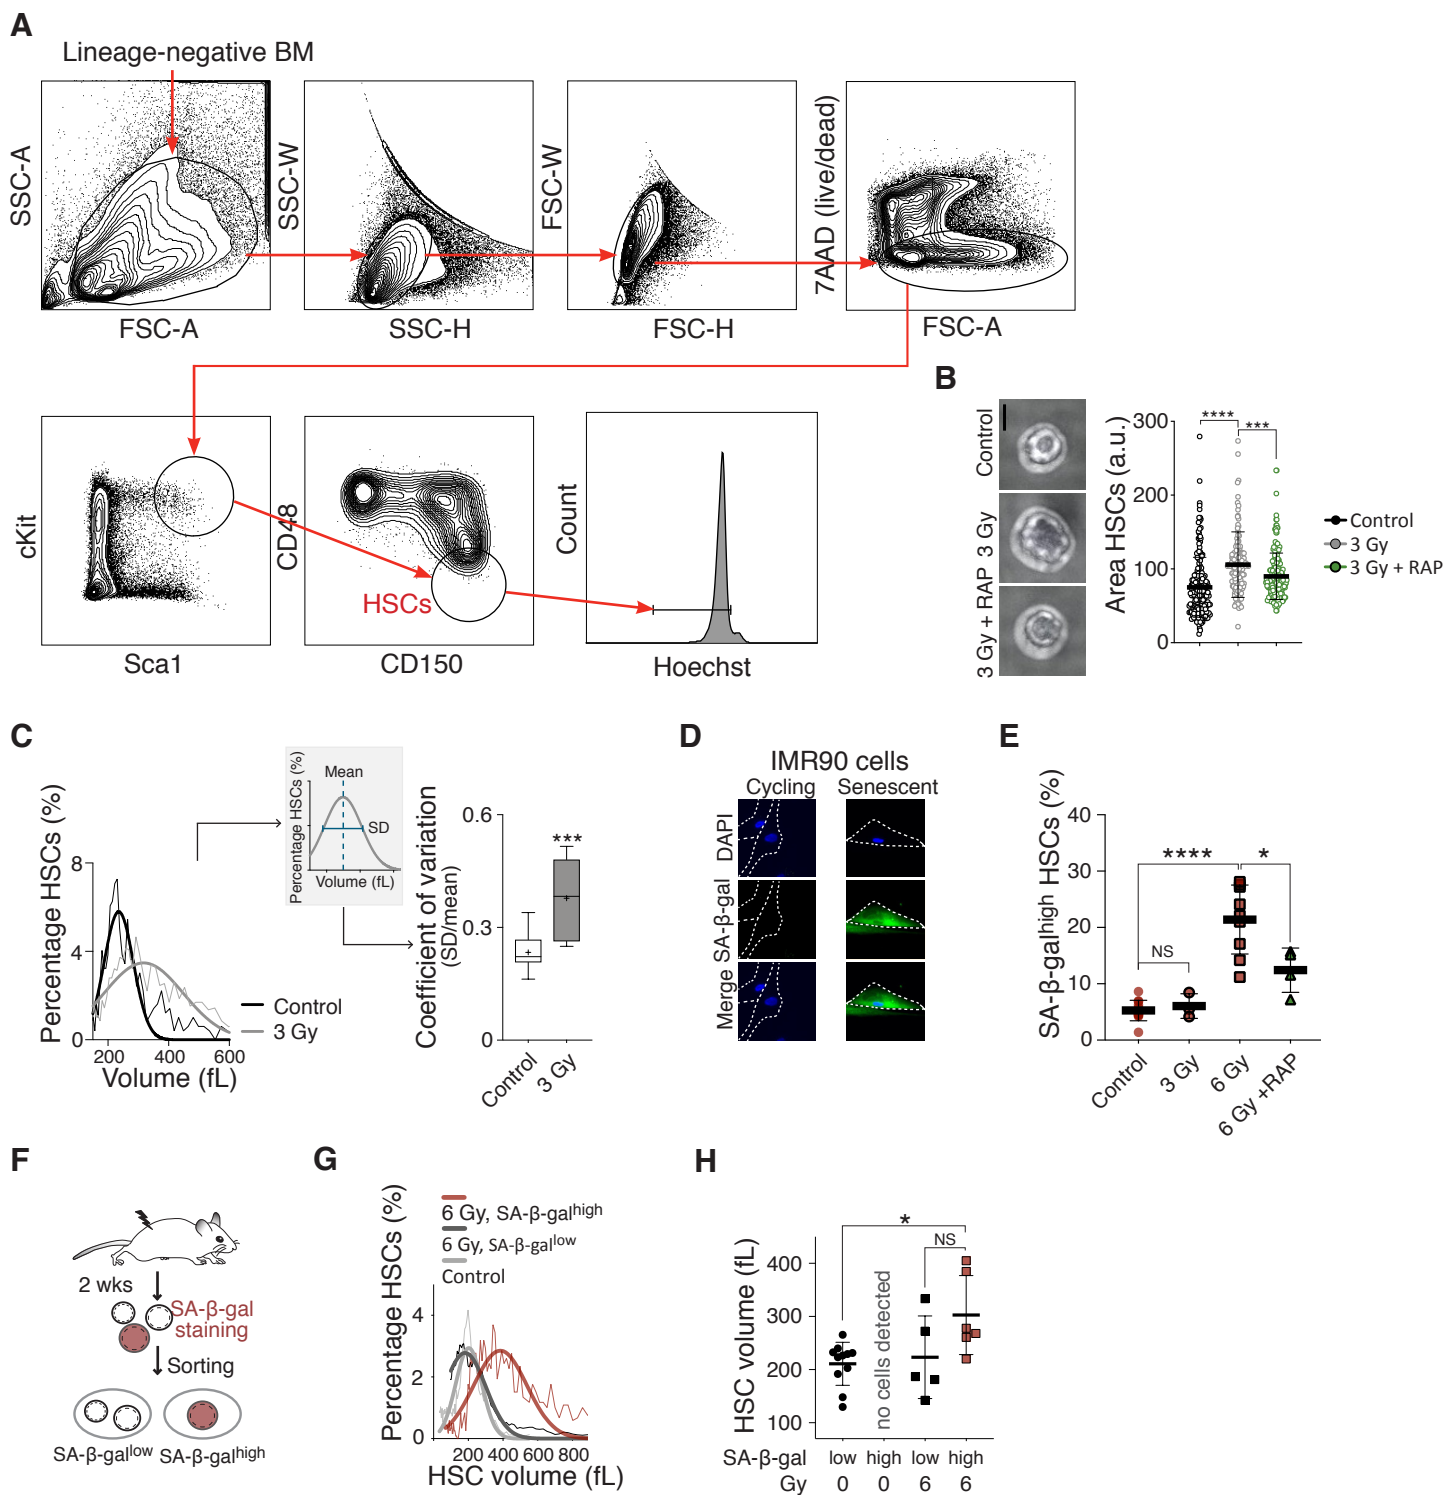 A
Lineage-negative BM
SSC-A
FSC-A
SSC-W
SSC-H
FSC-W
FSC-H
7AAD (live/dead)
FSC-A
cKit
Sca1
CD48
HSCs
CD150
Count
Hoechst
B
Control
3 Gy
3 Gy + RAP
Area HSCs (a.u.)
300
200
100
0
****
***
Control
3 Gy
3 Gy + RAP
C
Percentage HSCs (%)
8
4
0
200 400 600
Volume (fL)
Control
3 Gy
Percentage HSCs (%)
Mean
SD
Volume (fL)
Coefficient of variation
(SD/mean)
0.6
0.3
0
***
Control
3 Gy
D
IMR90 cells
Cycling Senescent
DAPI
SA-β-gal
Merge
E
SA-β-galhigh HSCs (%)
40
30
20
10
0
**** *
NS
Control
3 Gy
6 Gy
6 Gy +RAP
F
2 wks
SA-β-gal
staining
Sorting
SA-β-gallow SA-β-galhigh
G
6 Gy, SA-β-galhigh
6 Gy, SA-β-gallow
Control
Percentage HSCs (%)
4
2
0
200 400 600 800
HSC volume (fL)
H
HSC volume (fL)
400
300
200
100
*
NS
no cells detected
SA-β-gal low high low high
Gy 0 0 6 6